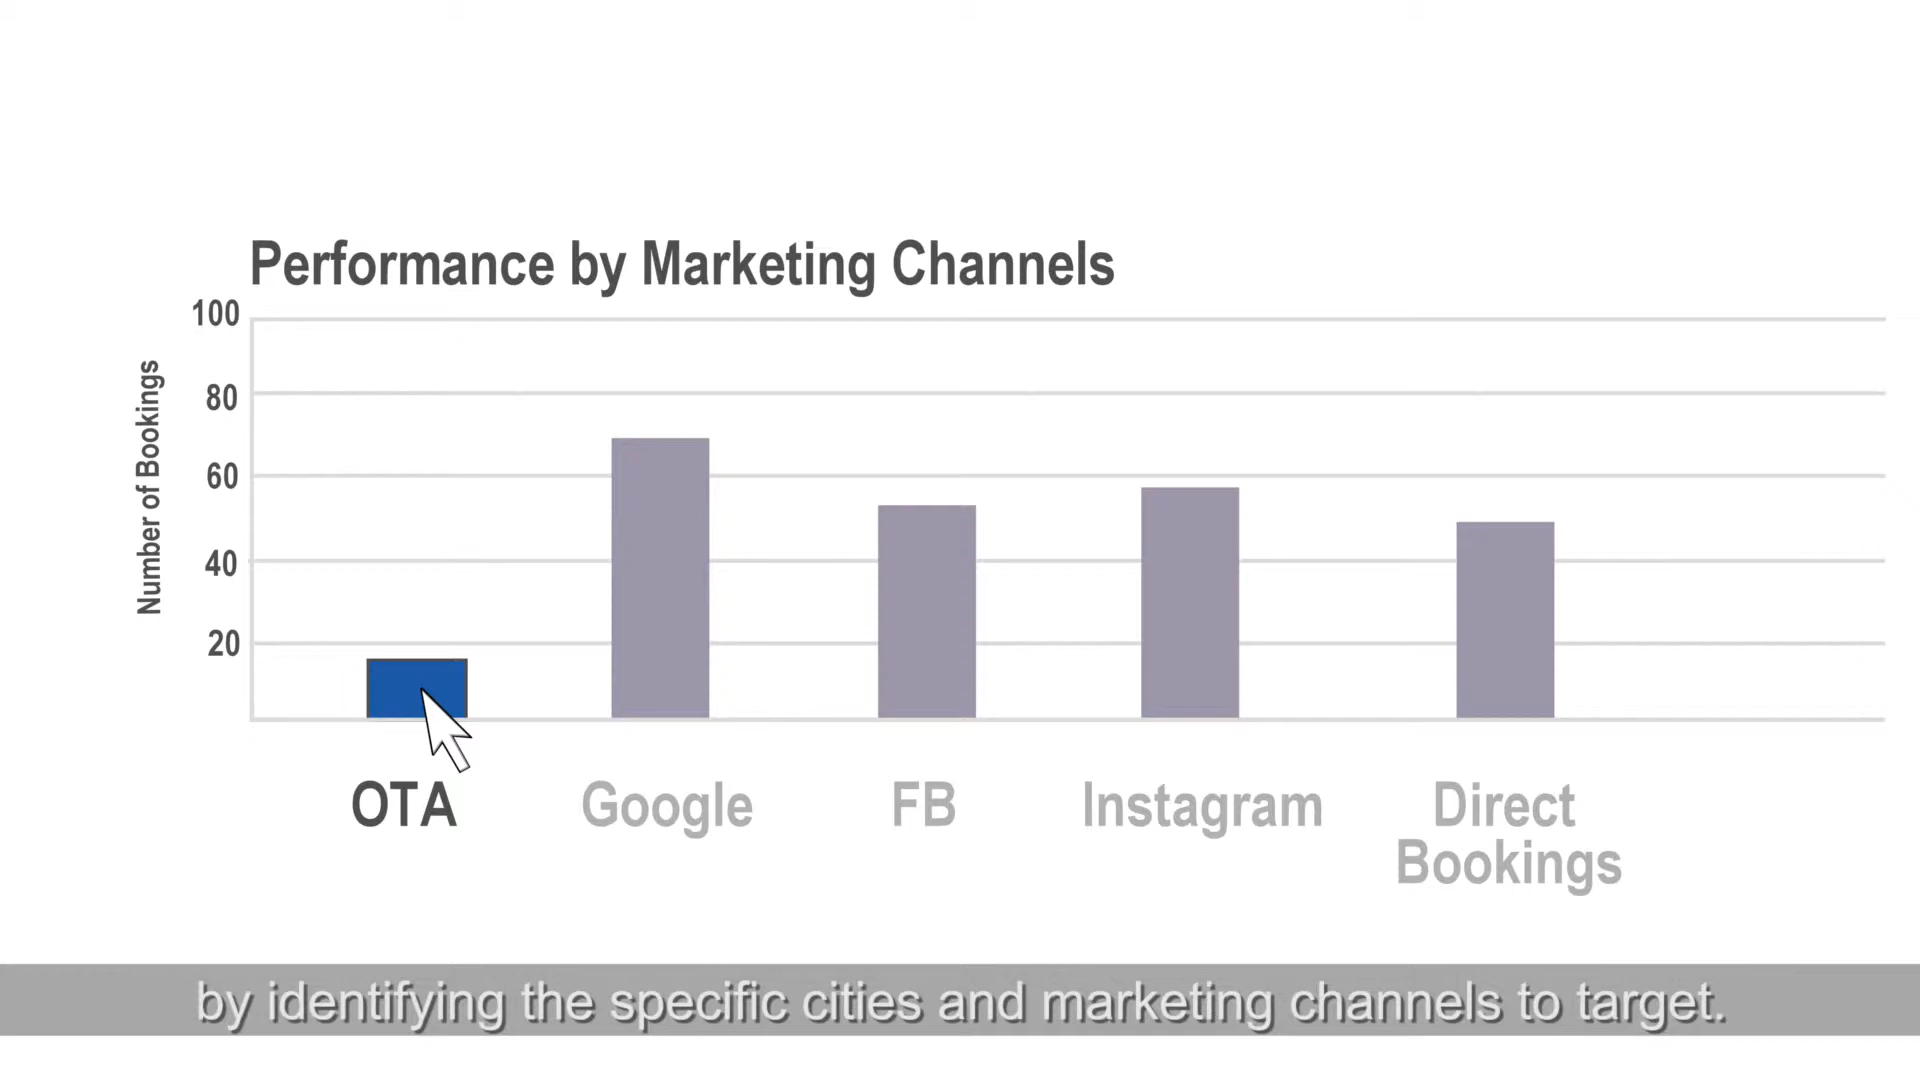 Performance by Marketing Channels
100
80
60
40
20
Number of Bookings
OTA
Google
FB
Instagram
Direct
Bookings
by identifying the specific cities and marketing channels to target.